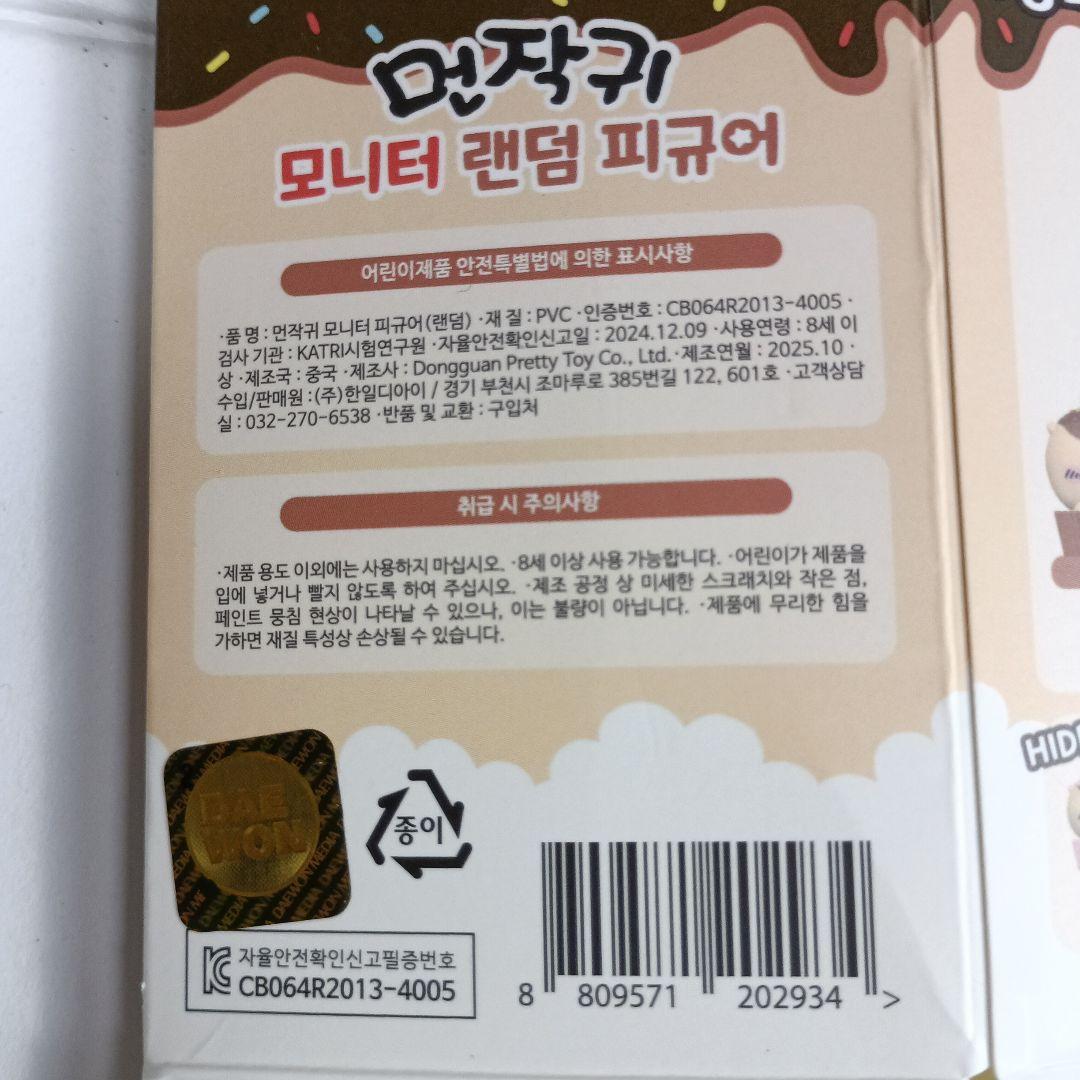 먼작귀
모니터 랜덤 피규어
어린이제품 안전특별법에 의한 표시사항
·품 명 : 먼작귀 모니터 피규어(랜덤) ·재 질 : PVC ·인증번호 : CB064R2013-4005 ·
검사 기관 : KATRI시험연구원 ·자율안전확인신고일 : 2024.12.09 ·사용연령 : 8세 이
상 ·제조국 : 중국 ·제조사 : Dongguan Pretty Toy Co., Ltd. ·제조연월 : 2025.10 ·
수입/판매원 : (주)한일디아이 / 경기 부천시 조마루로 385번길 122, 601호 ·고객상담
실 : 032-270-6538 ·반품 및 교환 : 구입처
취급 시 주의사항
·제품 용도 이외에는 사용하지 마십시오. ·8세 이상 사용 가능합니다. ·어린이가 제품을
입에 넣거나 빨지 않도록 하여 주십시오. ·제조 공정 상 미세한 스크래치와 작은 점,
페인트 뭉침 현상이 나타날 수 있으나, 이는 불량이 아닙니다. ·제품에 무리한 힘을
가하면 재질 특성상 손상될 수 있습니다.
HID
DAE
WON
DAEWON MEDIA
종이
자율안전확인신고필증번호
CB064R2013-4005
8 809571 202934 >